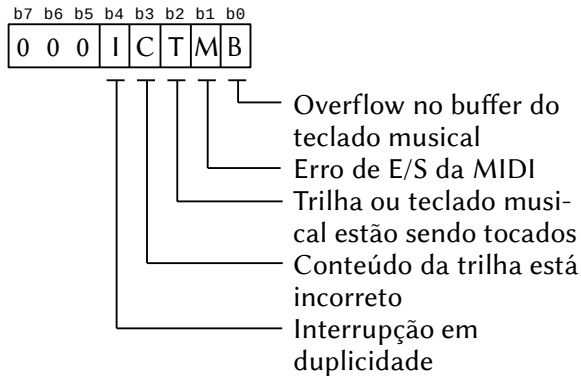 b7 b6 b5 b4 b3 b2 b1 b0
0 0 0 I C T M B
Overflow no buffer do
teclado musical
Erro de E/S da MIDI
Trilha ou teclado musi-
cal estão sendo tocados
Conteúdo da trilha está
incorreto
Interrupção em
duplicidade